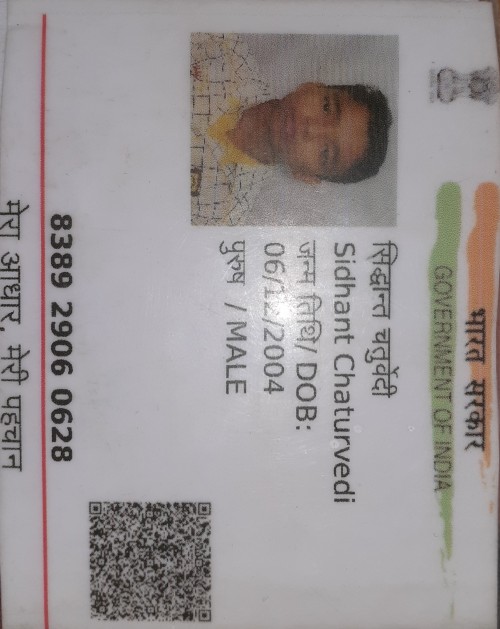 भारत सरकार
GOVERNMENT OF INDIA
सिद्धान्त चतुर्वेदी
Sidhant Chaturvedi
जन्म तिथि/ DOB:
06/12/2004
पुरुष / MALE
8389 2906 0628
मेरा आधार, मेरी पहचान